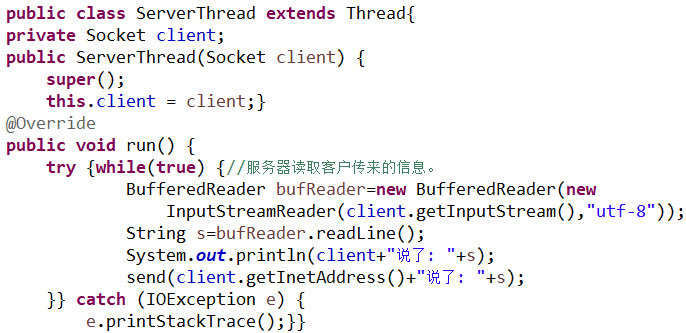 public class ServerThread extends Thread{
private Socket client;
public ServerThread(Socket client) {
super();
this.client = client;}
@Override
public void run() {
try {while(true) {//服务器读取客户传来的信息。
BufferedReader bufReader=new BufferedReader(new
InputStreamReader(client.getInputStream(),"utf-8"));
String s=bufReader.readLine();
System.out.println(client+"说了: "+s);
send(client.getInetAddress()+"说了: "+s);
}} catch (IOException e) {
e.printStackTrace();}}